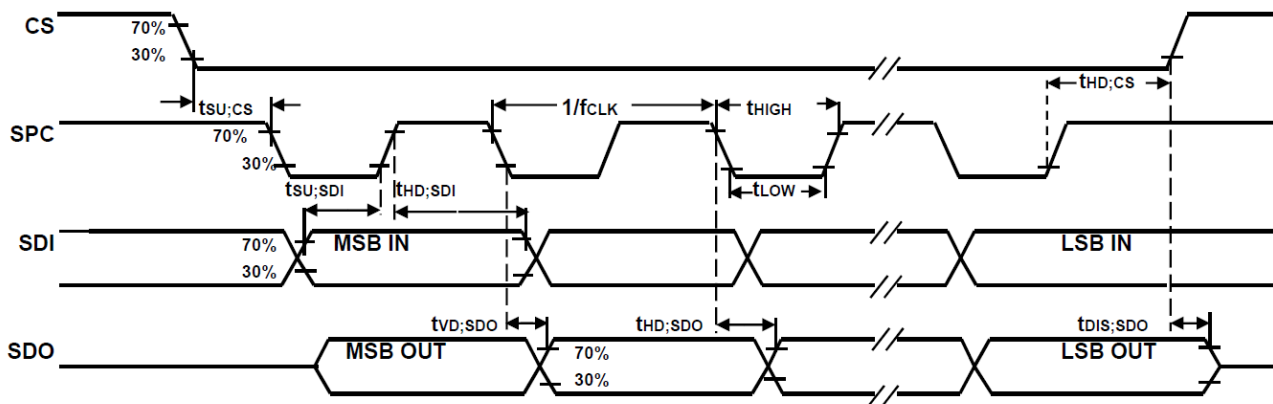 CS
70%
30%
tSU;CS
1/fCLK
tHIGH
tHD;CS
SPC
70%
30%
tSU;SDI
tHD;SDI
tLOW
SDI
70%
30%
MSB IN
LSB IN
tVD;SDO
tHD;SDO
tDIS;SDO
SDO
MSB OUT
70%
30%
LSB OUT